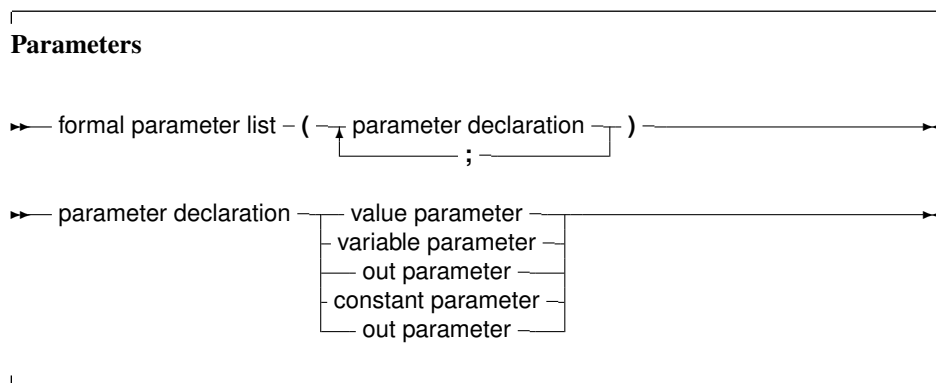 Parameters
formal parameter list ( parameter declaration )
;
parameter declaration value parameter
variable parameter
out parameter
constant parameter
out parameter